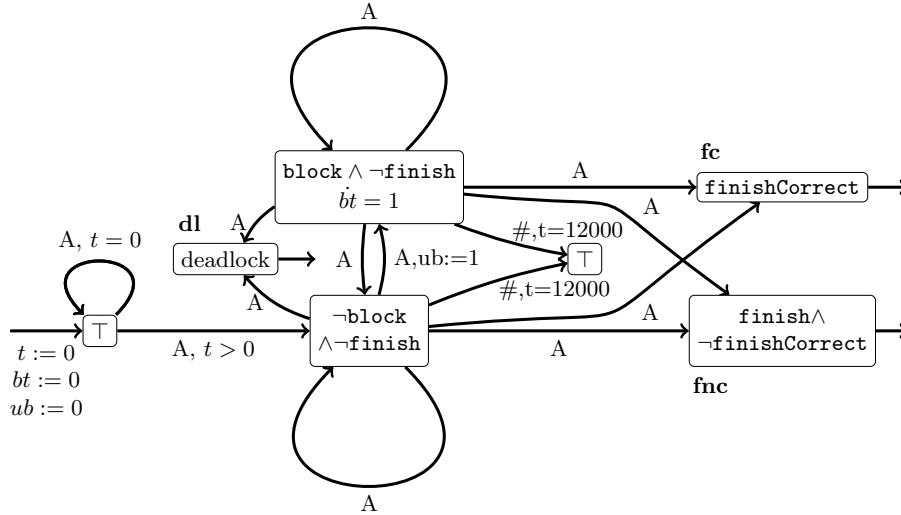 A
block ∧ ¬finish
ḃt = 1
A
fc
finishCorrect
A
dl
deadlock
A
A
A
A,ub:=1
#,t=12000
⊤
#,t=12000
A, t = 0
⊤
t := 0
bt := 0
ub := 0
A, t > 0
¬block
∧¬finish
A
A
finish∧
¬finishCorrect
fnc
A